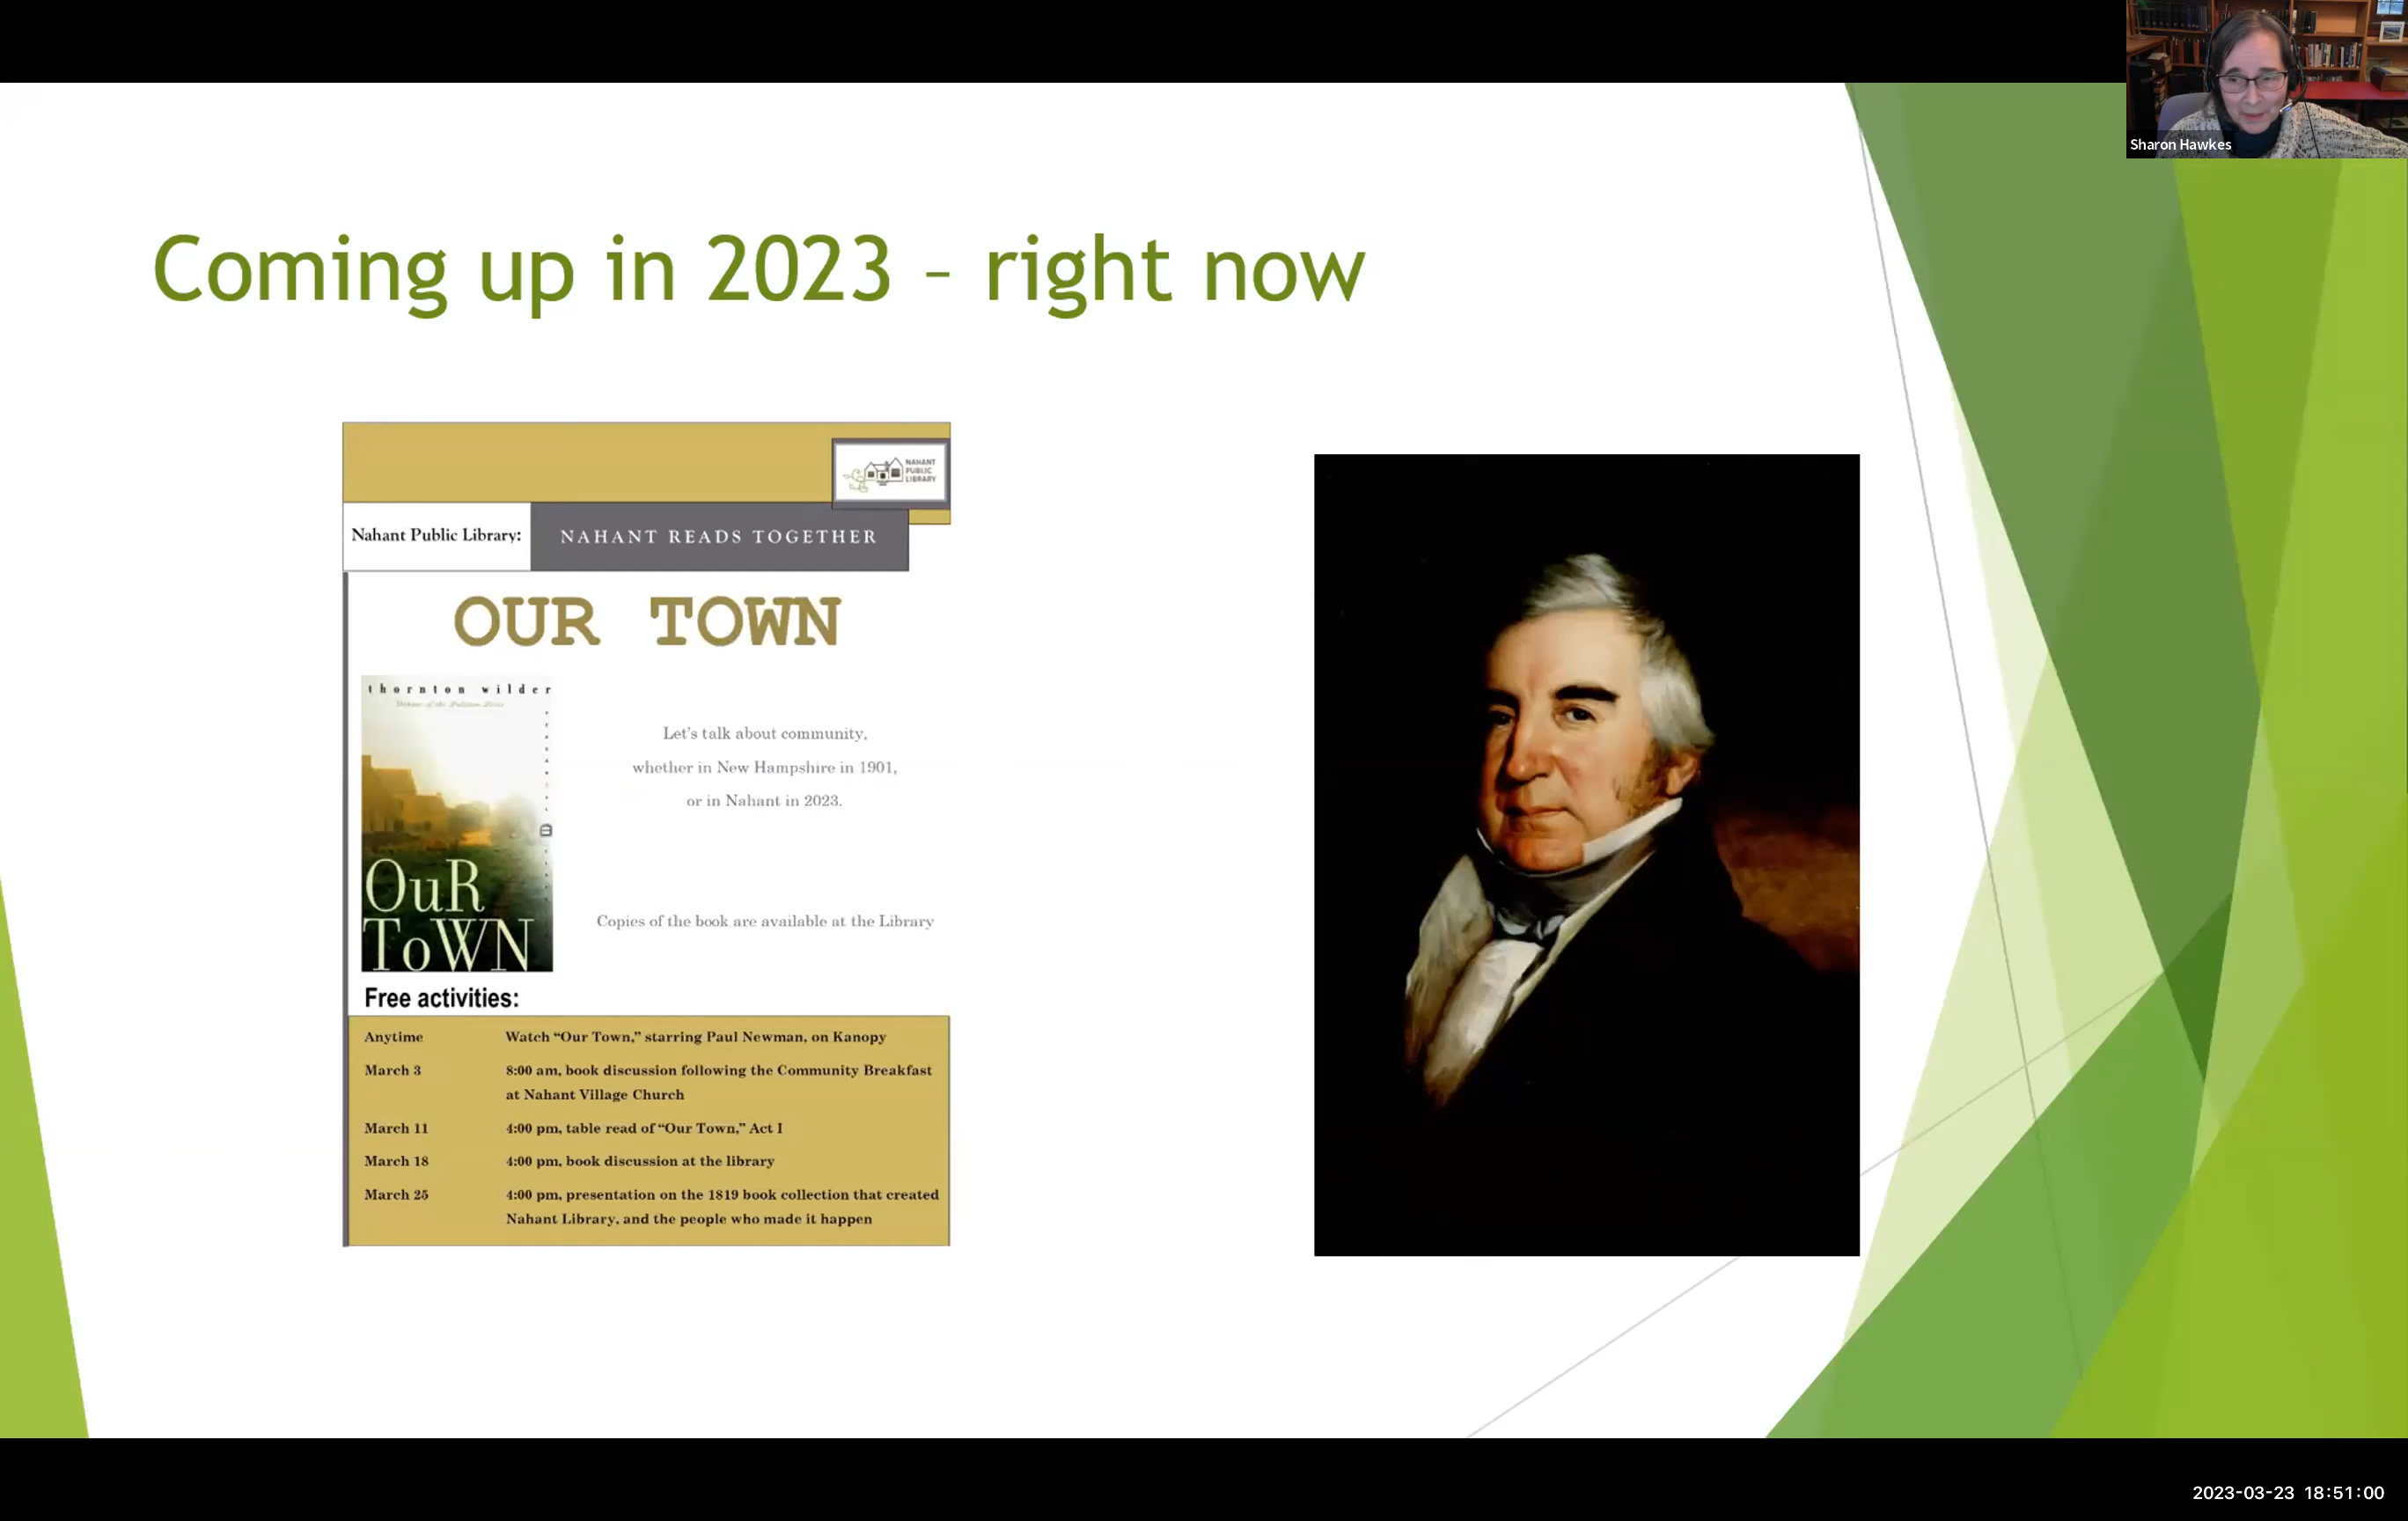 Sharon Hawkes
Coming up in 2023 – right now
NAHANT
PUBLIC
LIBRARY
Nahant Public Library:
NAHANT READS TOGETHER
OUR TOWN
thornton wilder
Let's talk about community,
whether in New Hampshire in 1901,
or in Nahant in 2023.
OuR
ToWN
Copies of the book are available at the Library
Free activities:
Anytime Watch “Our Town,” starring Paul Newman, on Kanopy
March 3 8:00 am, book discussion following the Community Breakfast
at Nahant Village Church
March 11 4:00 pm, table read of “Our Town,” Act I
March 18 4:00 pm, book discussion at the library
March 25 4:00 pm, presentation on the 1819 book collection that created
Nahant Library, and the people who made it happen
2023-03-23 18:51:00